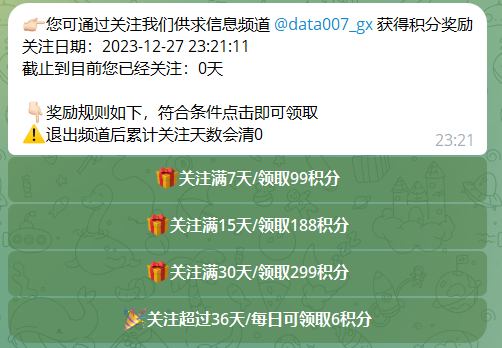 👉🏻您可通过关注我们供求信息频道 @data007_gx 获得积分奖励
关注日期：2023-12-27 23:21:11
截止到目前您已经关注：0天
👇🏻奖励规则如下，符合条件点击即可领取
⚠️退出频道后累计关注天数会清0
23:21
🎁关注满7天/领取99积分
🎁关注满15天/领取188积分
🎁关注满30天/领取299积分
🎉关注超过36天/每日可领取6积分